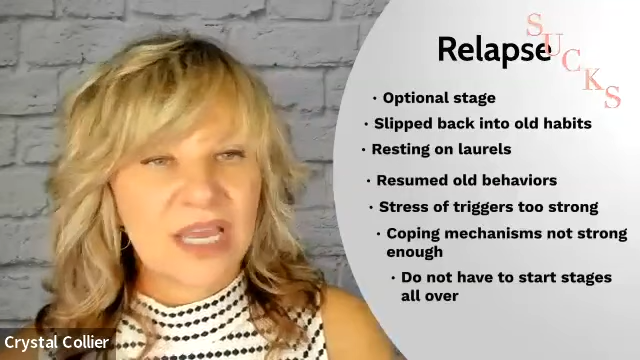 Relapse
SUCKS
• Optional stage
• Slipped back into old habits
• Resting on laurels
• Resumed old behaviors
• Stress of triggers too strong
• Coping mechanisms not strong
enough
• Do not have to start stages
all over
Crystal Collier